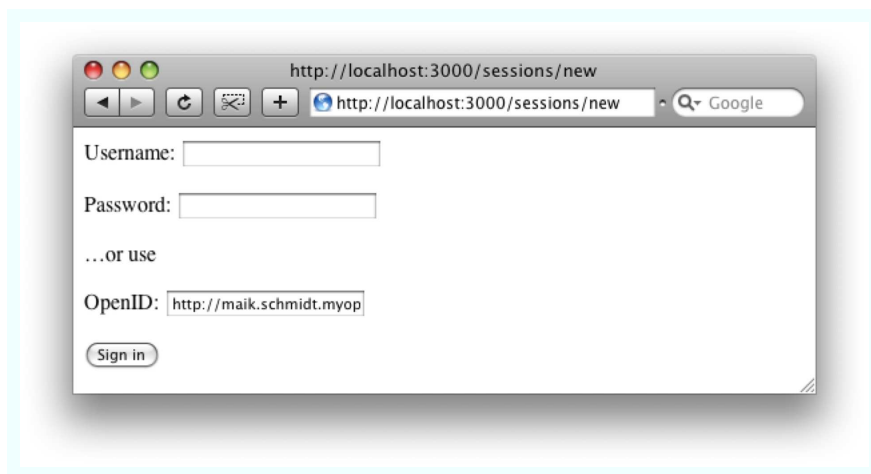 http://localhost:3000/sessions/new
http://localhost:3000/sessions/new
Google
Username:
Password:
...or use
OpenID: http://maik.schmidt.myop
Sign in